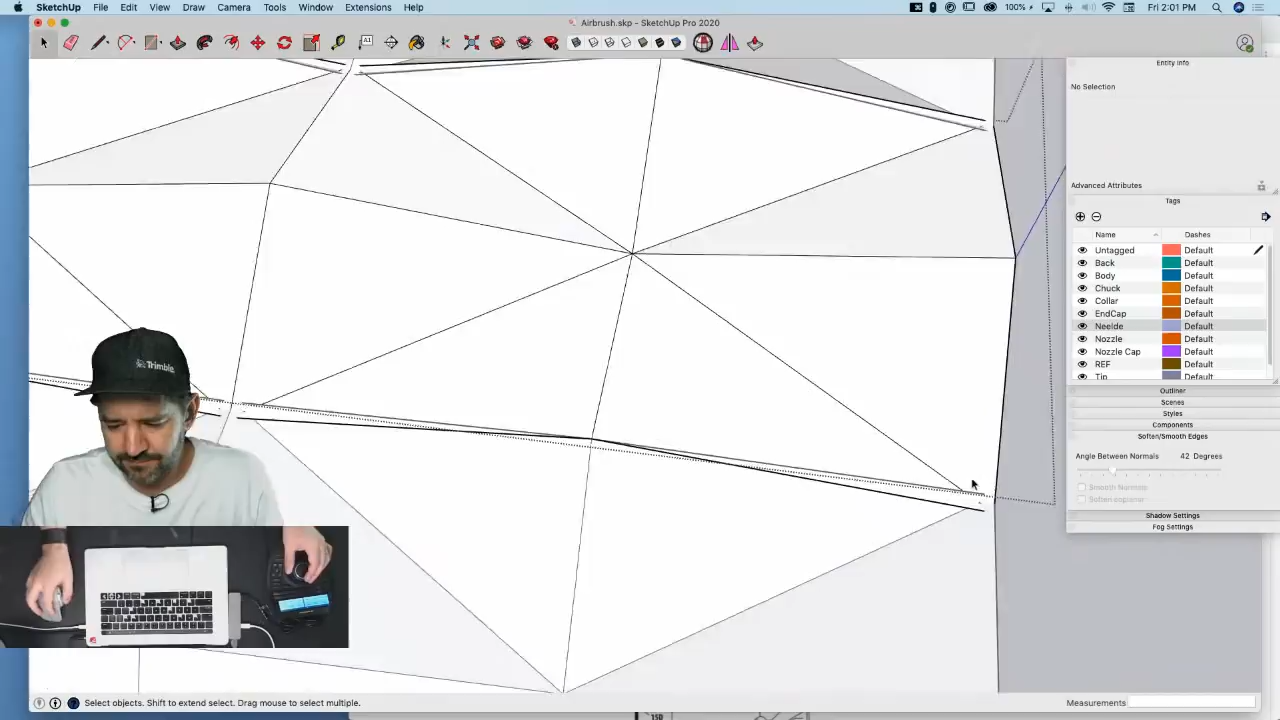 SketchUp File Edit View Draw Camera Tools Window Extensions Help 100% Fri 2:01 PM
Airbrush.skp - SketchUp Pro 2020
A1
Entity Info
No Selection
Advanced Attributes
Tags
Name Dashes
Untagged Default
Back Default
Body Default
Chuck Default
Collar Default
EndCap Default
Neelde Default
Nozzle Default
Nozzle Cap Default
REF Default
Tip Default
Outliner
Scenes
Styles
Components
Soften/Smooth Edges
Angle Between Normals 42 Degrees
Smooth Normals
Soften coplanar
Shadow Settings
Fog Settings
Trimble
Select objects. Shift to extend select. Drag mouse to select multiple.
Measurements